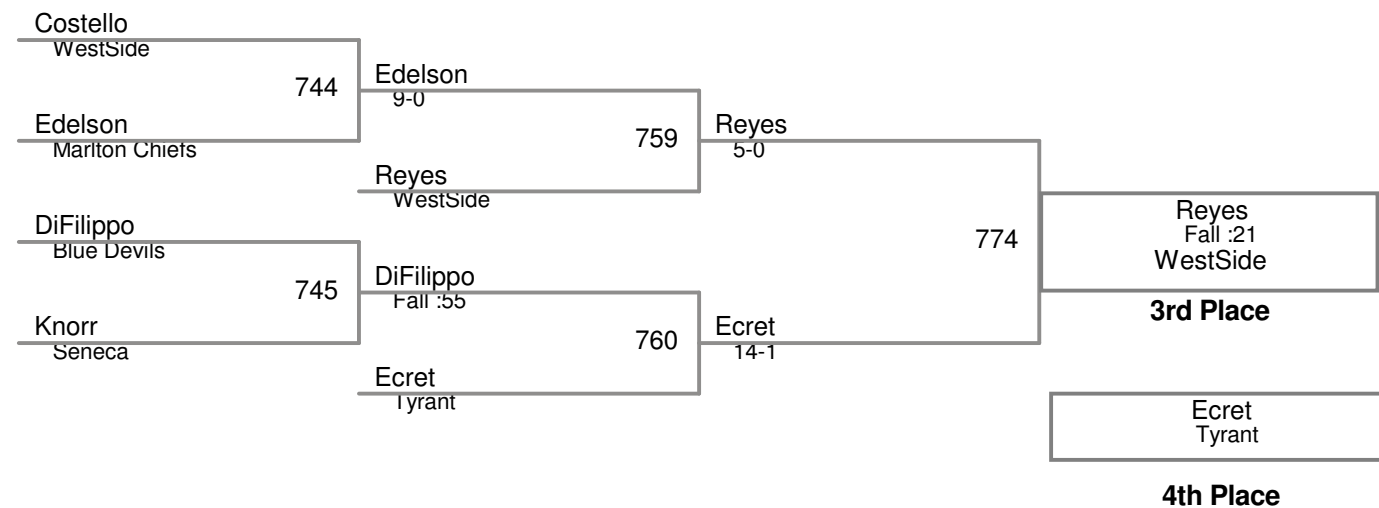 Costello
WestSide
744
Edelson
9-0
Edelson
Marlton Chiefs
759
Reyes
5-0
Reyes
WestSide
DiFilippo
Blue Devils
774
Reyes
Fall :21
WestSide
3rd Place
745
DiFilippo
Fall :55
Knorr
Seneca
760
Ecret
14-1
Ecret
Tyrant
Ecret
Tyrant
4th Place